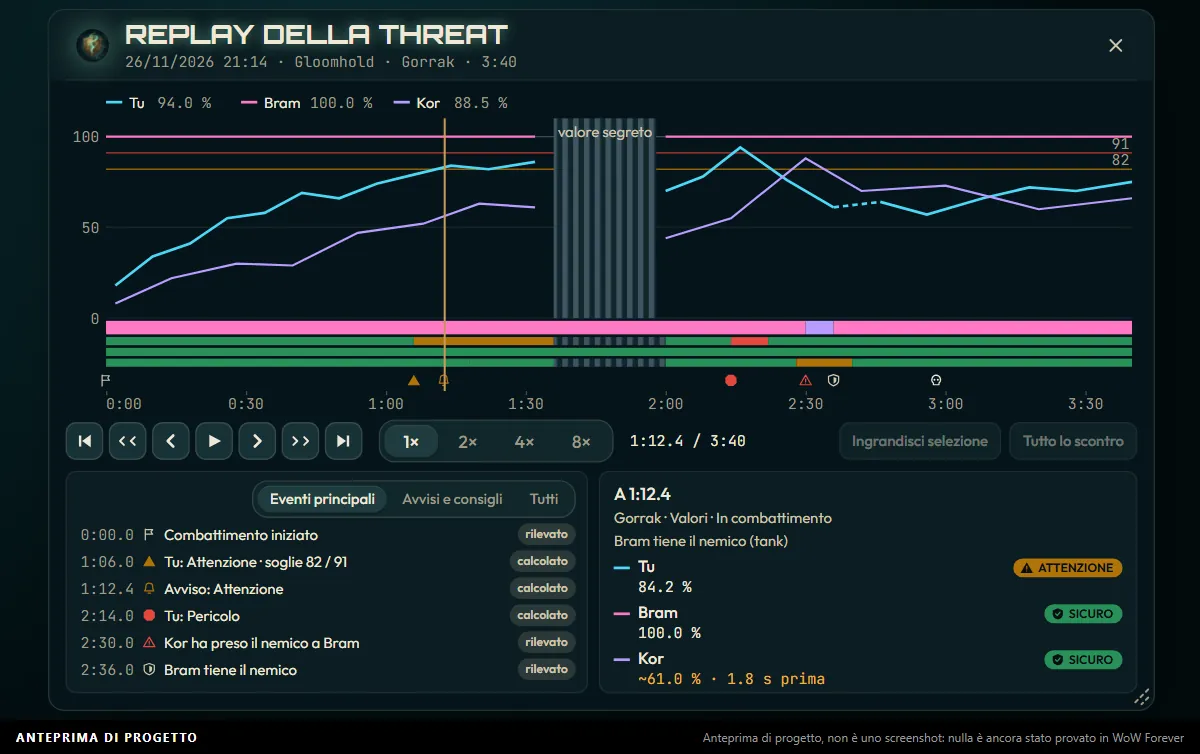 REPLAY DELLA THREAT
26/11/2026 21:14 · Gloomhold · Gorrak · 3:40
Tu 94.0 % Bram 100.0 % Kor 88.5 %
valore segreto
100
91
82
50
0
0:00 0:30 1:00 1:30 2:00 2:30 3:00 3:30
1× 2× 4× 8× 1:12.4 / 3:40 Ingrandisci selezione Tutto lo scontro
Eventi principali Avvisi e consigli Tutti
0:00.0 Combattimento iniziato rilevato
1:06.0 Tu: Attenzione · soglie 82 / 91 calcolato
1:12.4 Avviso: Attenzione calcolato
2:14.0 Tu: Pericolo calcolato
2:30.0 Kor ha preso il nemico a Bram rilevato
2:36.0 Bram tiene il nemico rilevato
A 1:12.4
Gorrak · Valori · In combattimento
Bram tiene il nemico (tank)
Tu ATTENZIONE
84.2 %
Bram SICURO
100.0 %
Kor SICURO
~61.0 % · 1.8 s prima
ANTEPRIMA DI PROGETTO
Anteprima di progetto, non è uno screenshot: nulla è ancora stato provato in WoW Forever